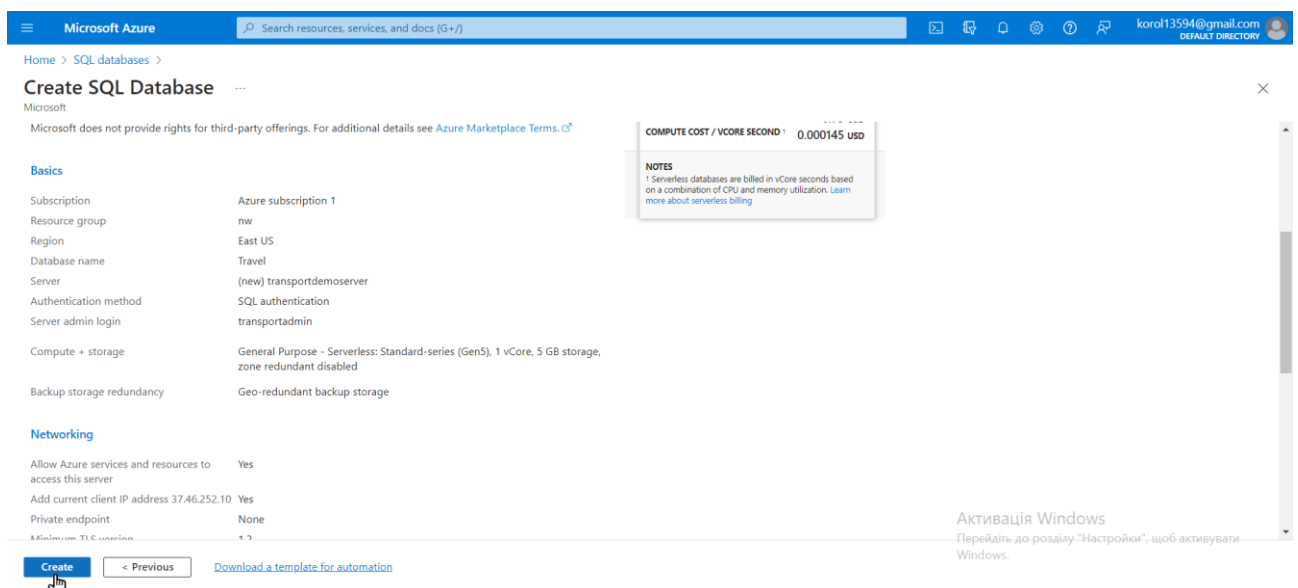 Microsoft Azure
Search resources, services, and docs (G+/)
korol13594@gmail.com
DEFAULT DIRECTORY
Home > SQL databases >
Create SQL Database ...
Microsoft
Microsoft does not provide rights for third-party offerings. For additional details see Azure Marketplace Terms.
COMPUTE COST / VCORE SECOND ¹ 0.000145 USD
NOTES
¹ Serverless databases are billed in vCore seconds based
on a combination of CPU and memory utilization. Learn
more about serverless billing
Basics
Subscription Azure subscription 1
Resource group nw
Region East US
Database name Travel
Server (new) transportdemoserver
Authentication method SQL authentication
Server admin login transportadmin
Compute + storage General Purpose - Serverless: Standard-series (Gen5), 1 vCore, 5 GB storage,
zone redundant disabled
Backup storage redundancy Geo-redundant backup storage
Networking
Allow Azure services and resources to Yes
access this server
Add current client IP address 37.46.252.10 Yes
Private endpoint None
Minimum TLS version 1.2
Активація Windows
Перейдіть до розділу "Настройки", щоб активувати
Windows.
Create
< Previous
Download a template for automation